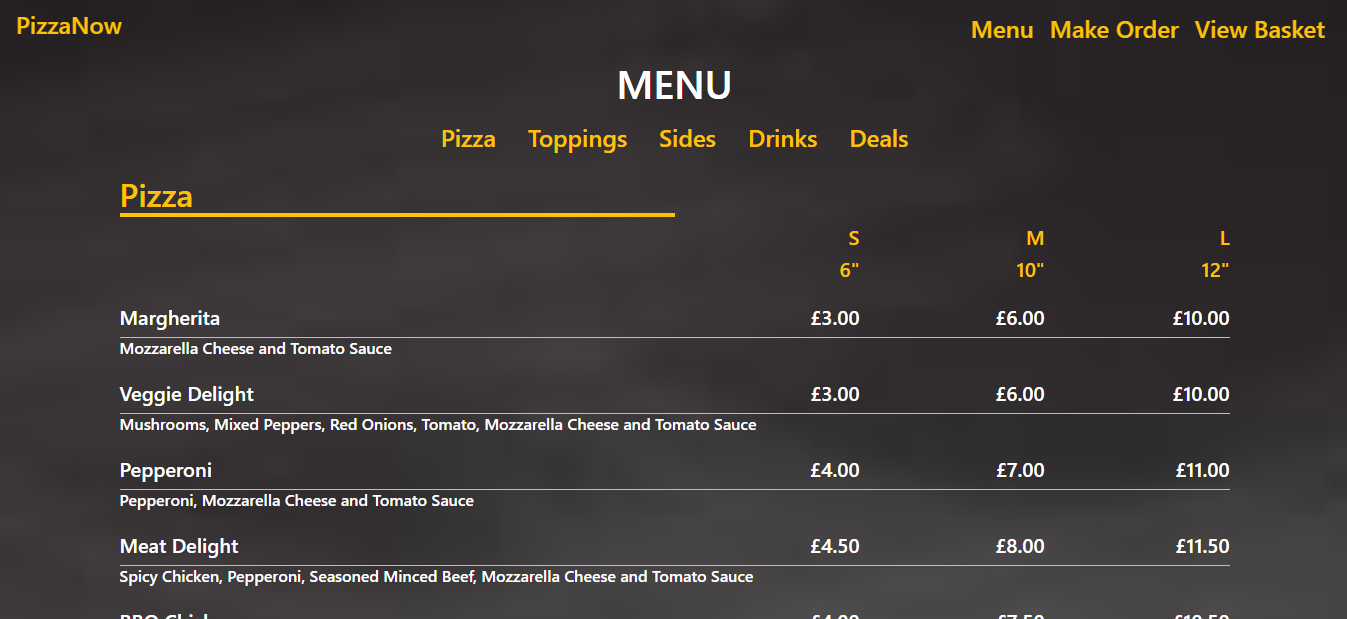 PizzaNow Menu Make Order View Basket
MENU
Pizza Toppings Sides Drinks Deals
Pizza
S M L
6" 10" 12"
Margherita £3.00 £6.00 £10.00
Mozzarella Cheese and Tomato Sauce
Veggie Delight £3.00 £6.00 £10.00
Mushrooms, Mixed Peppers, Red Onions, Tomato, Mozzarella Cheese and Tomato Sauce
Pepperoni £4.00 £7.00 £11.00
Pepperoni, Mozzarella Cheese and Tomato Sauce
Meat Delight £4.50 £8.00 £11.50
Spicy Chicken, Pepperoni, Seasoned Minced Beef, Mozzarella Cheese and Tomato Sauce